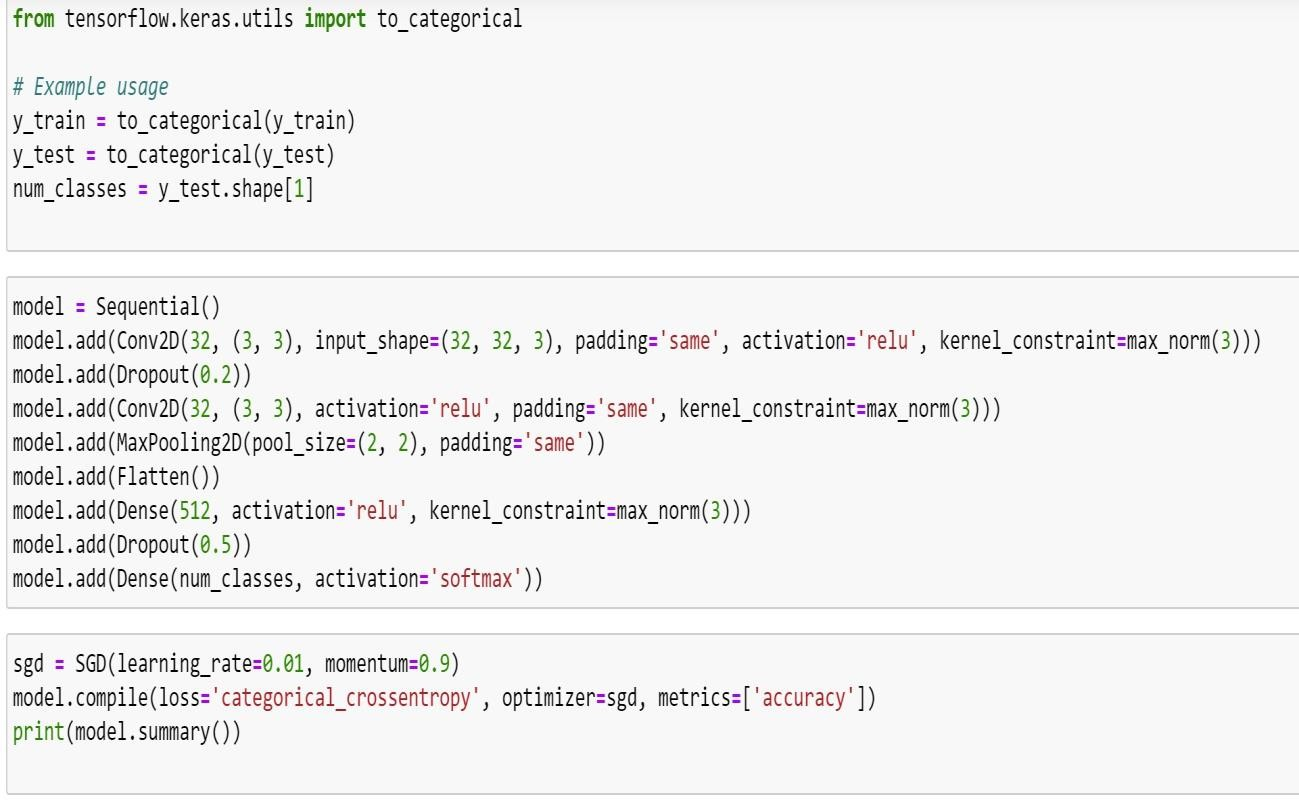 from tensorflow.keras.utils import to_categorical
# Example usage
y_train = to_categorical(y_train)
y_test = to_categorical(y_test)
num_classes = y_test.shape[1]
model = Sequential()
model.add(Conv2D(32, (3, 3), input_shape=(32, 32, 3), padding='same', activation='relu', kernel_constraint=max_norm(3)))
model.add(Dropout(0.2))
model.add(Conv2D(32, (3, 3), activation='relu', padding='same', kernel_constraint=max_norm(3)))
model.add(MaxPooling2D(pool_size=(2, 2), padding='same'))
model.add(Flatten())
model.add(Dense(512, activation='relu', kernel_constraint=max_norm(3)))
model.add(Dropout(0.5))
model.add(Dense(num_classes, activation='softmax'))
sgd = SGD(learning_rate=0.01, momentum=0.9)
model.compile(loss='categorical_crossentropy', optimizer=sgd, metrics=['accuracy'])
print(model.summary())